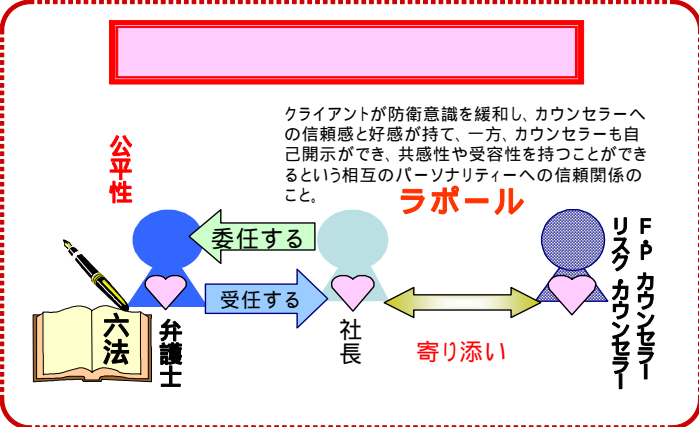 クライアントが防衛意識を緩和し、カウンセラーへ
の信頼感と好感が持て、一方、カウンセラーも自
己開示ができ、共感性や受容性を持つことができ
るという相互のパーソナリティーへの信頼関係の
こと。
ラポール
公平性
委任する
受任する
六法
弁護士
社長
寄り添い
FP カウンセラー
リスク カウンセラー